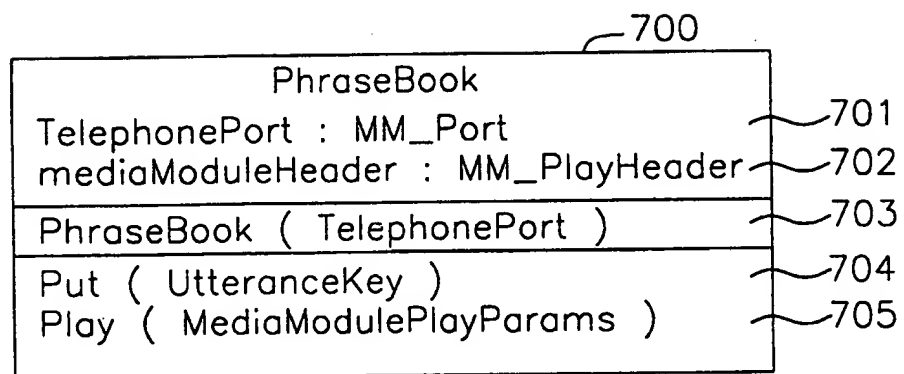 700
PhraseBook
TelephonePort : MM_Port 701
mediaModuleHeader : MM_PlayHeader 702
PhraseBook ( TelephonePort ) 703
Put ( UtteranceKey ) 704
Play ( MediaModulePlayParams ) 705